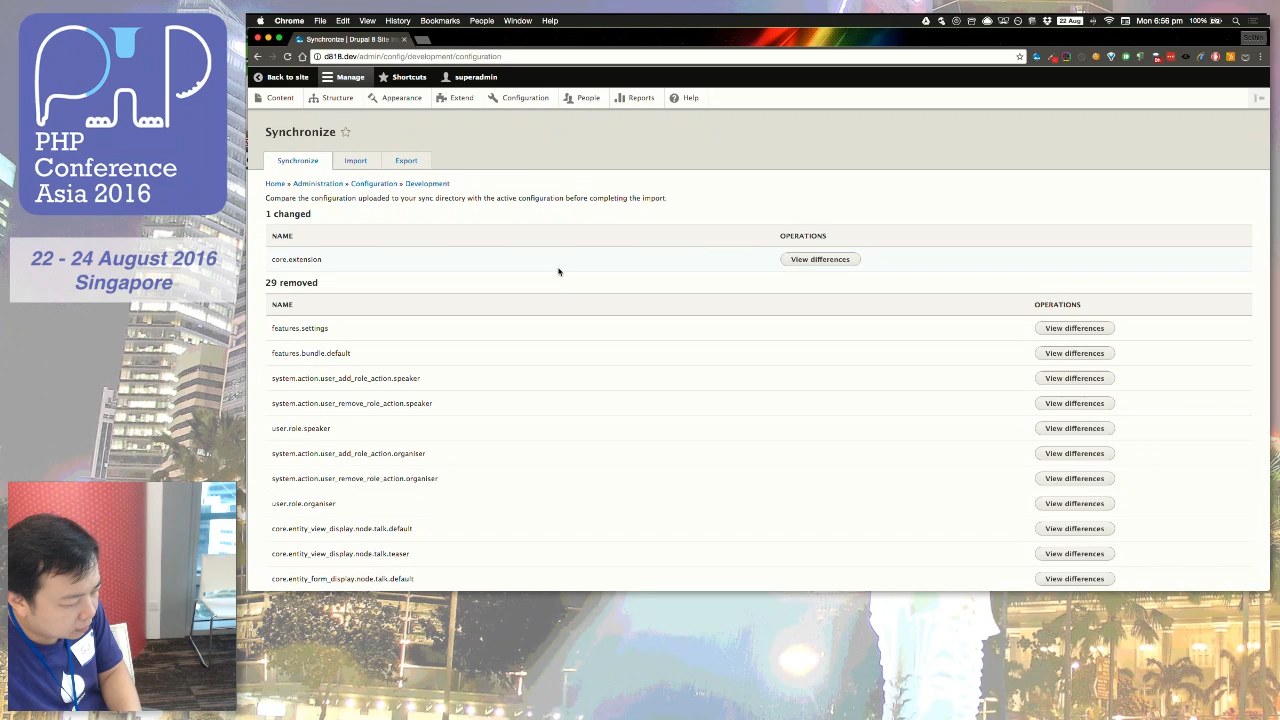 PHP
Conference
Asia 2016
22 - 24 August 2016
Singapore
Chrome File Edit View History Bookmarks People Window Help
22 Aug Mon 6:56 pm 100%
Synchronize | Drupal 8 Site
d818.dev/admin/config/development/configuration
Back to site Manage Shortcuts superadmin
Content Structure Appearance Extend Configuration People Reports Help
Synchronize
Synchronize Import Export
Home » Administration » Configuration » Development
Compare the configuration uploaded to your sync directory with the active configuration before completing the import.
1 changed
NAME OPERATIONS
core.extension View differences
29 removed
NAME OPERATIONS
features.settings View differences
features.bundle.default View differences
system.action.user_add_role_action.speaker View differences
system.action.user_remove_role_action.speaker View differences
user.role.speaker View differences
system.action.user_add_role_action.organiser View differences
system.action.user_remove_role_action.organiser View differences
user.role.organiser View differences
core.entity_view_display.node.talk.default View differences
core.entity_view_display.node.talk.teaser View differences
core.entity_form_display.node.talk.default View differences